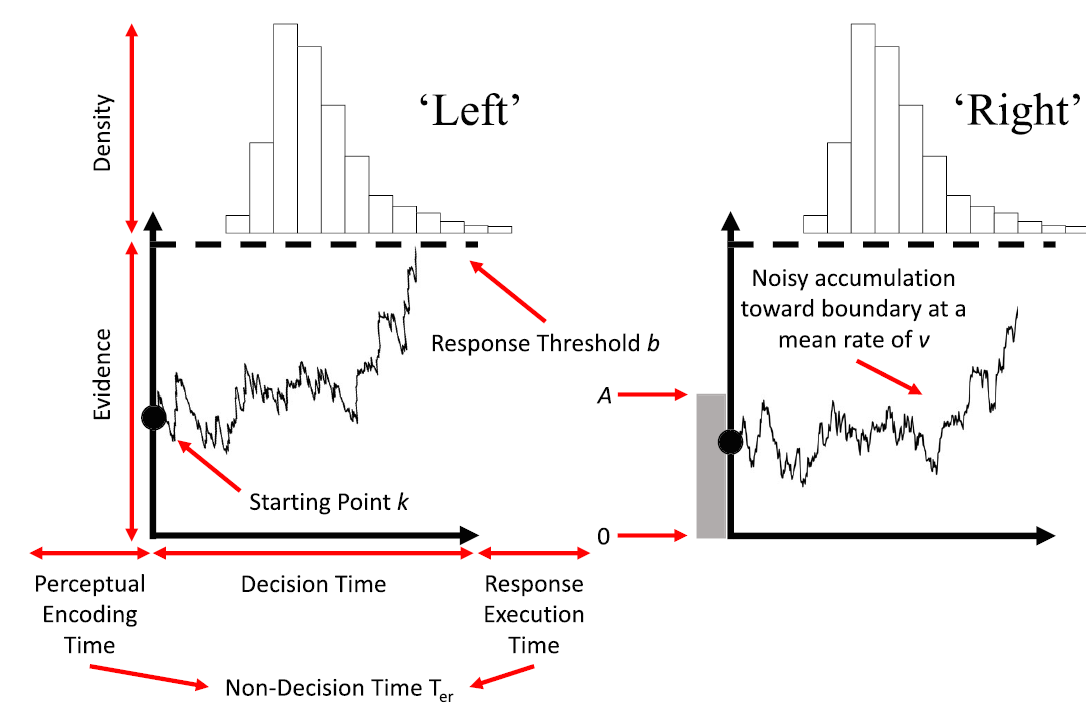 Density
‘Left’
‘Right’
Evidence
Response Threshold b
Starting Point k
Noisy accumulation
toward boundary at a
mean rate of v
A
0
Perceptual
Encoding
Time
Decision Time
Response
Execution
Time
Non-Decision Time Ter